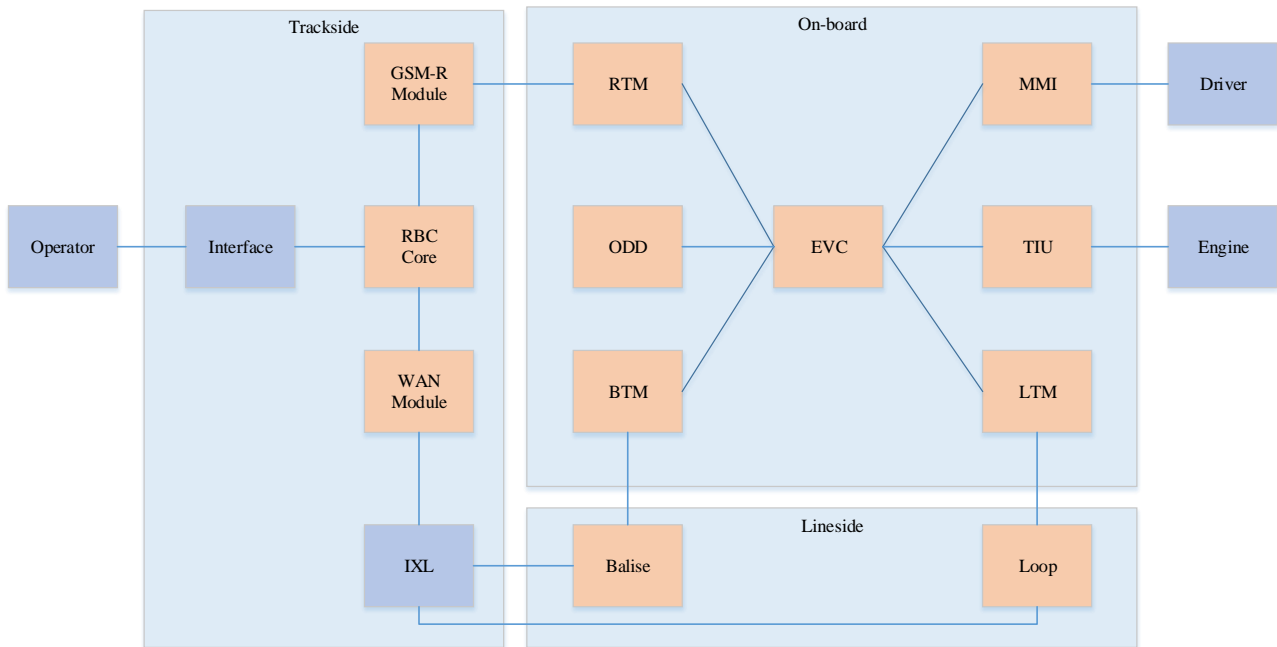 Trackside
On-board
GSM-R
Module
RTM
MMI
Driver
Operator
Interface
RBC
Core
ODD
EVC
TIU
Engine
WAN
Module
BTM
LTM
Lineside
IXL
Balise
Loop